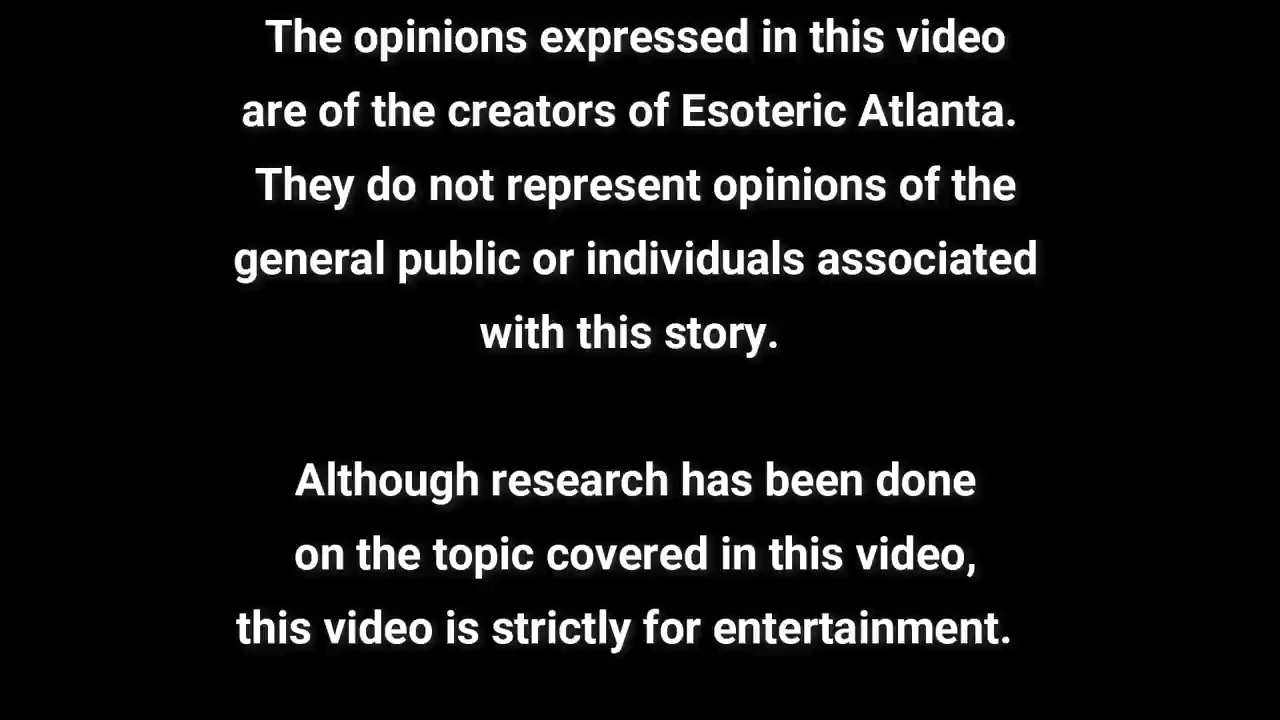 The opinions expressed in this video
are of the creators of Esoteric Atlanta.
They do not represent opinions of the
general public or individuals associated
with this story.
Although research has been done
on the topic covered in this video,
this video is strictly for entertainment.